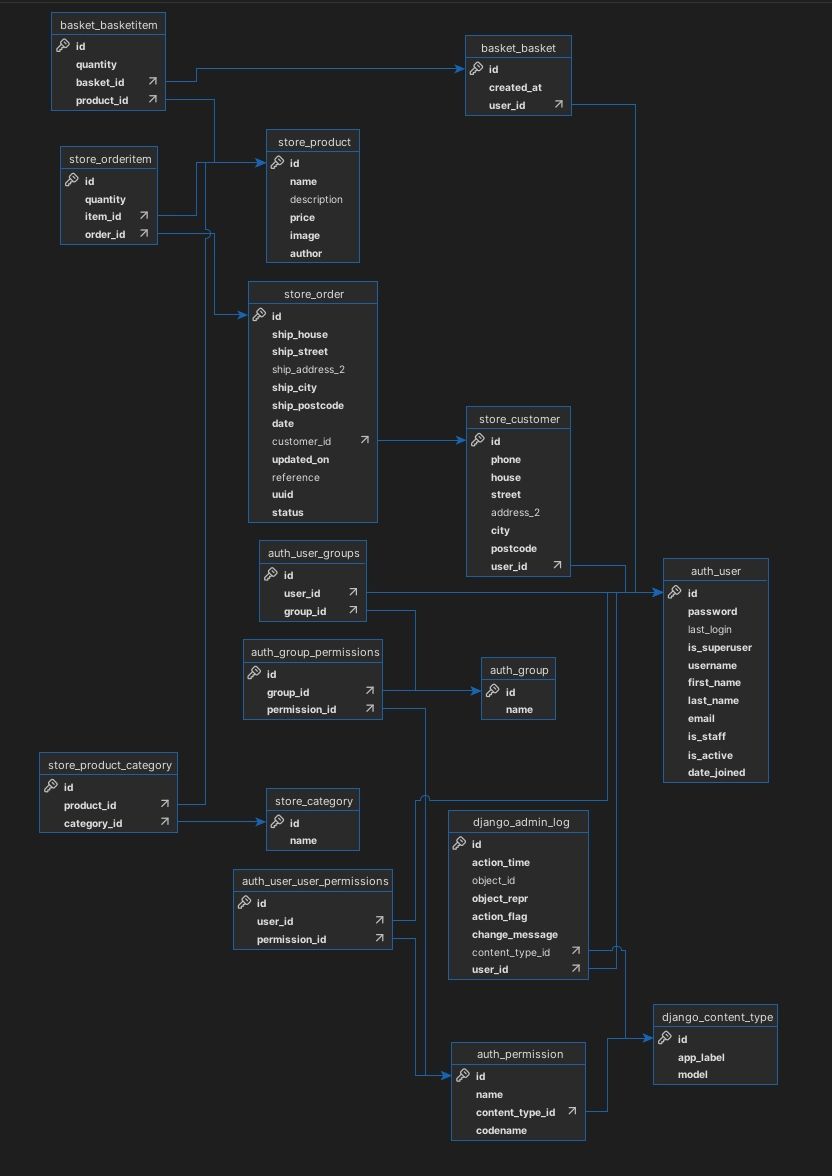 basket_basketitem
id
quantity
basket_id
product_id
basket_basket
id
created_at
user_id
store_product
id
name
description
price
image
author
store_orderitem
id
quantity
item_id
order_id
store_order
id
ship_house
ship_street
ship_address_2
ship_city
ship_postcode
date
customer_id
updated_on
reference
uuid
status
store_customer
id
phone
house
street
address_2
city
postcode
user_id
auth_user_groups
id
user_id
group_id
auth_user
id
password
last_login
is_superuser
username
first_name
last_name
email
is_staff
is_active
date_joined
auth_group_permissions
id
group_id
permission_id
auth_group
id
name
store_product_category
id
product_id
category_id
store_category
id
name
django_admin_log
id
action_time
object_id
object_repr
action_flag
change_message
content_type_id
user_id
auth_user_user_permissions
id
user_id
permission_id
django_content_type
id
app_label
model
auth_permission
id
name
content_type_id
codename